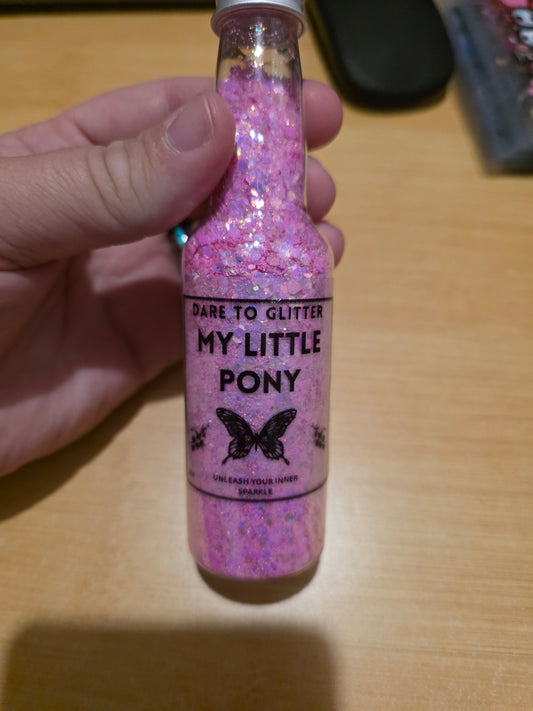 DARE TO GLITTER
MY LITTLE
PONY
UNLEASH YOUR INNER
SPARKLE